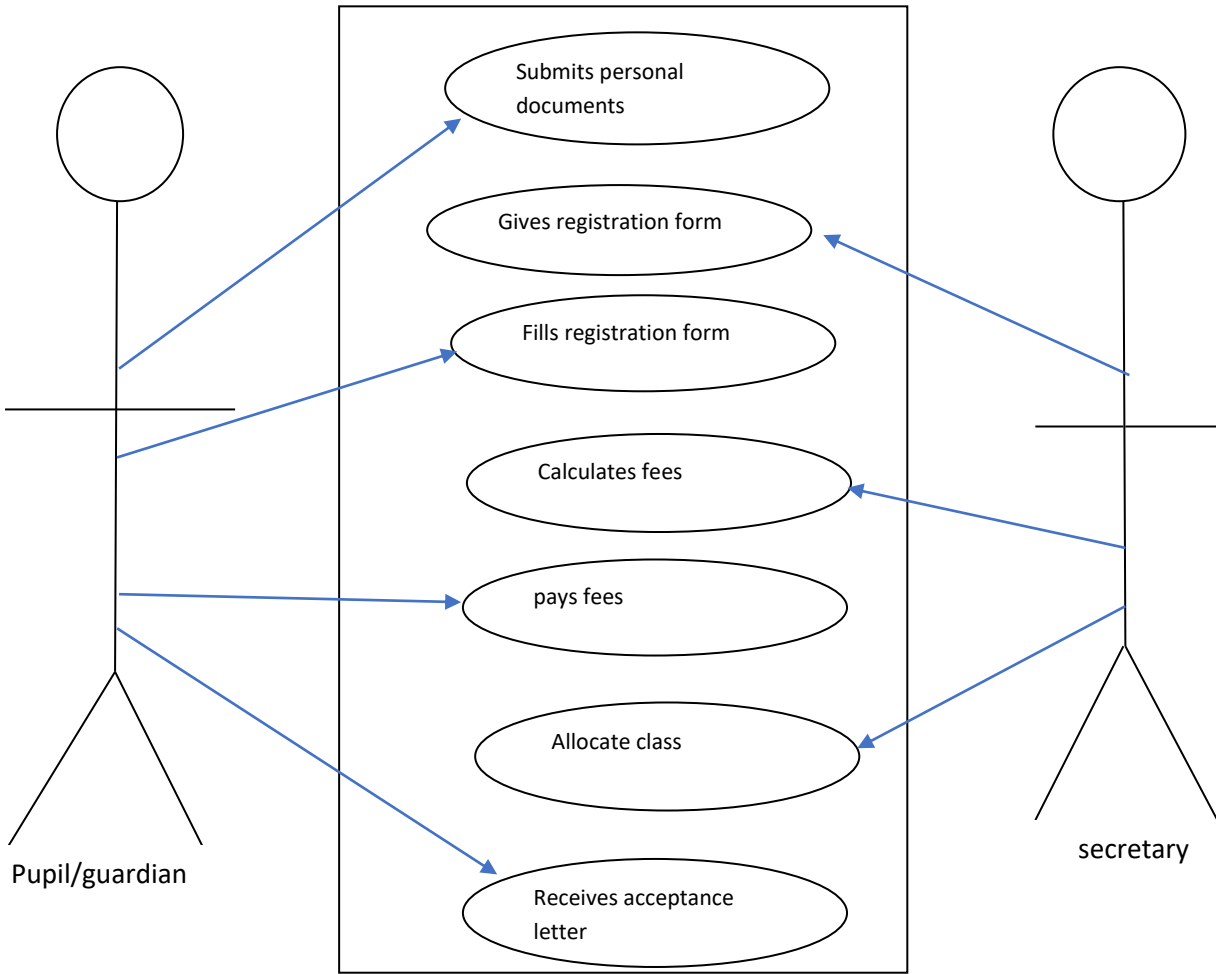 Submits personal
documents
Gives registration form
Fills registration form
Calculates fees
pays fees
Allocate class
Receives acceptance
letter
Pupil/guardian
secretary